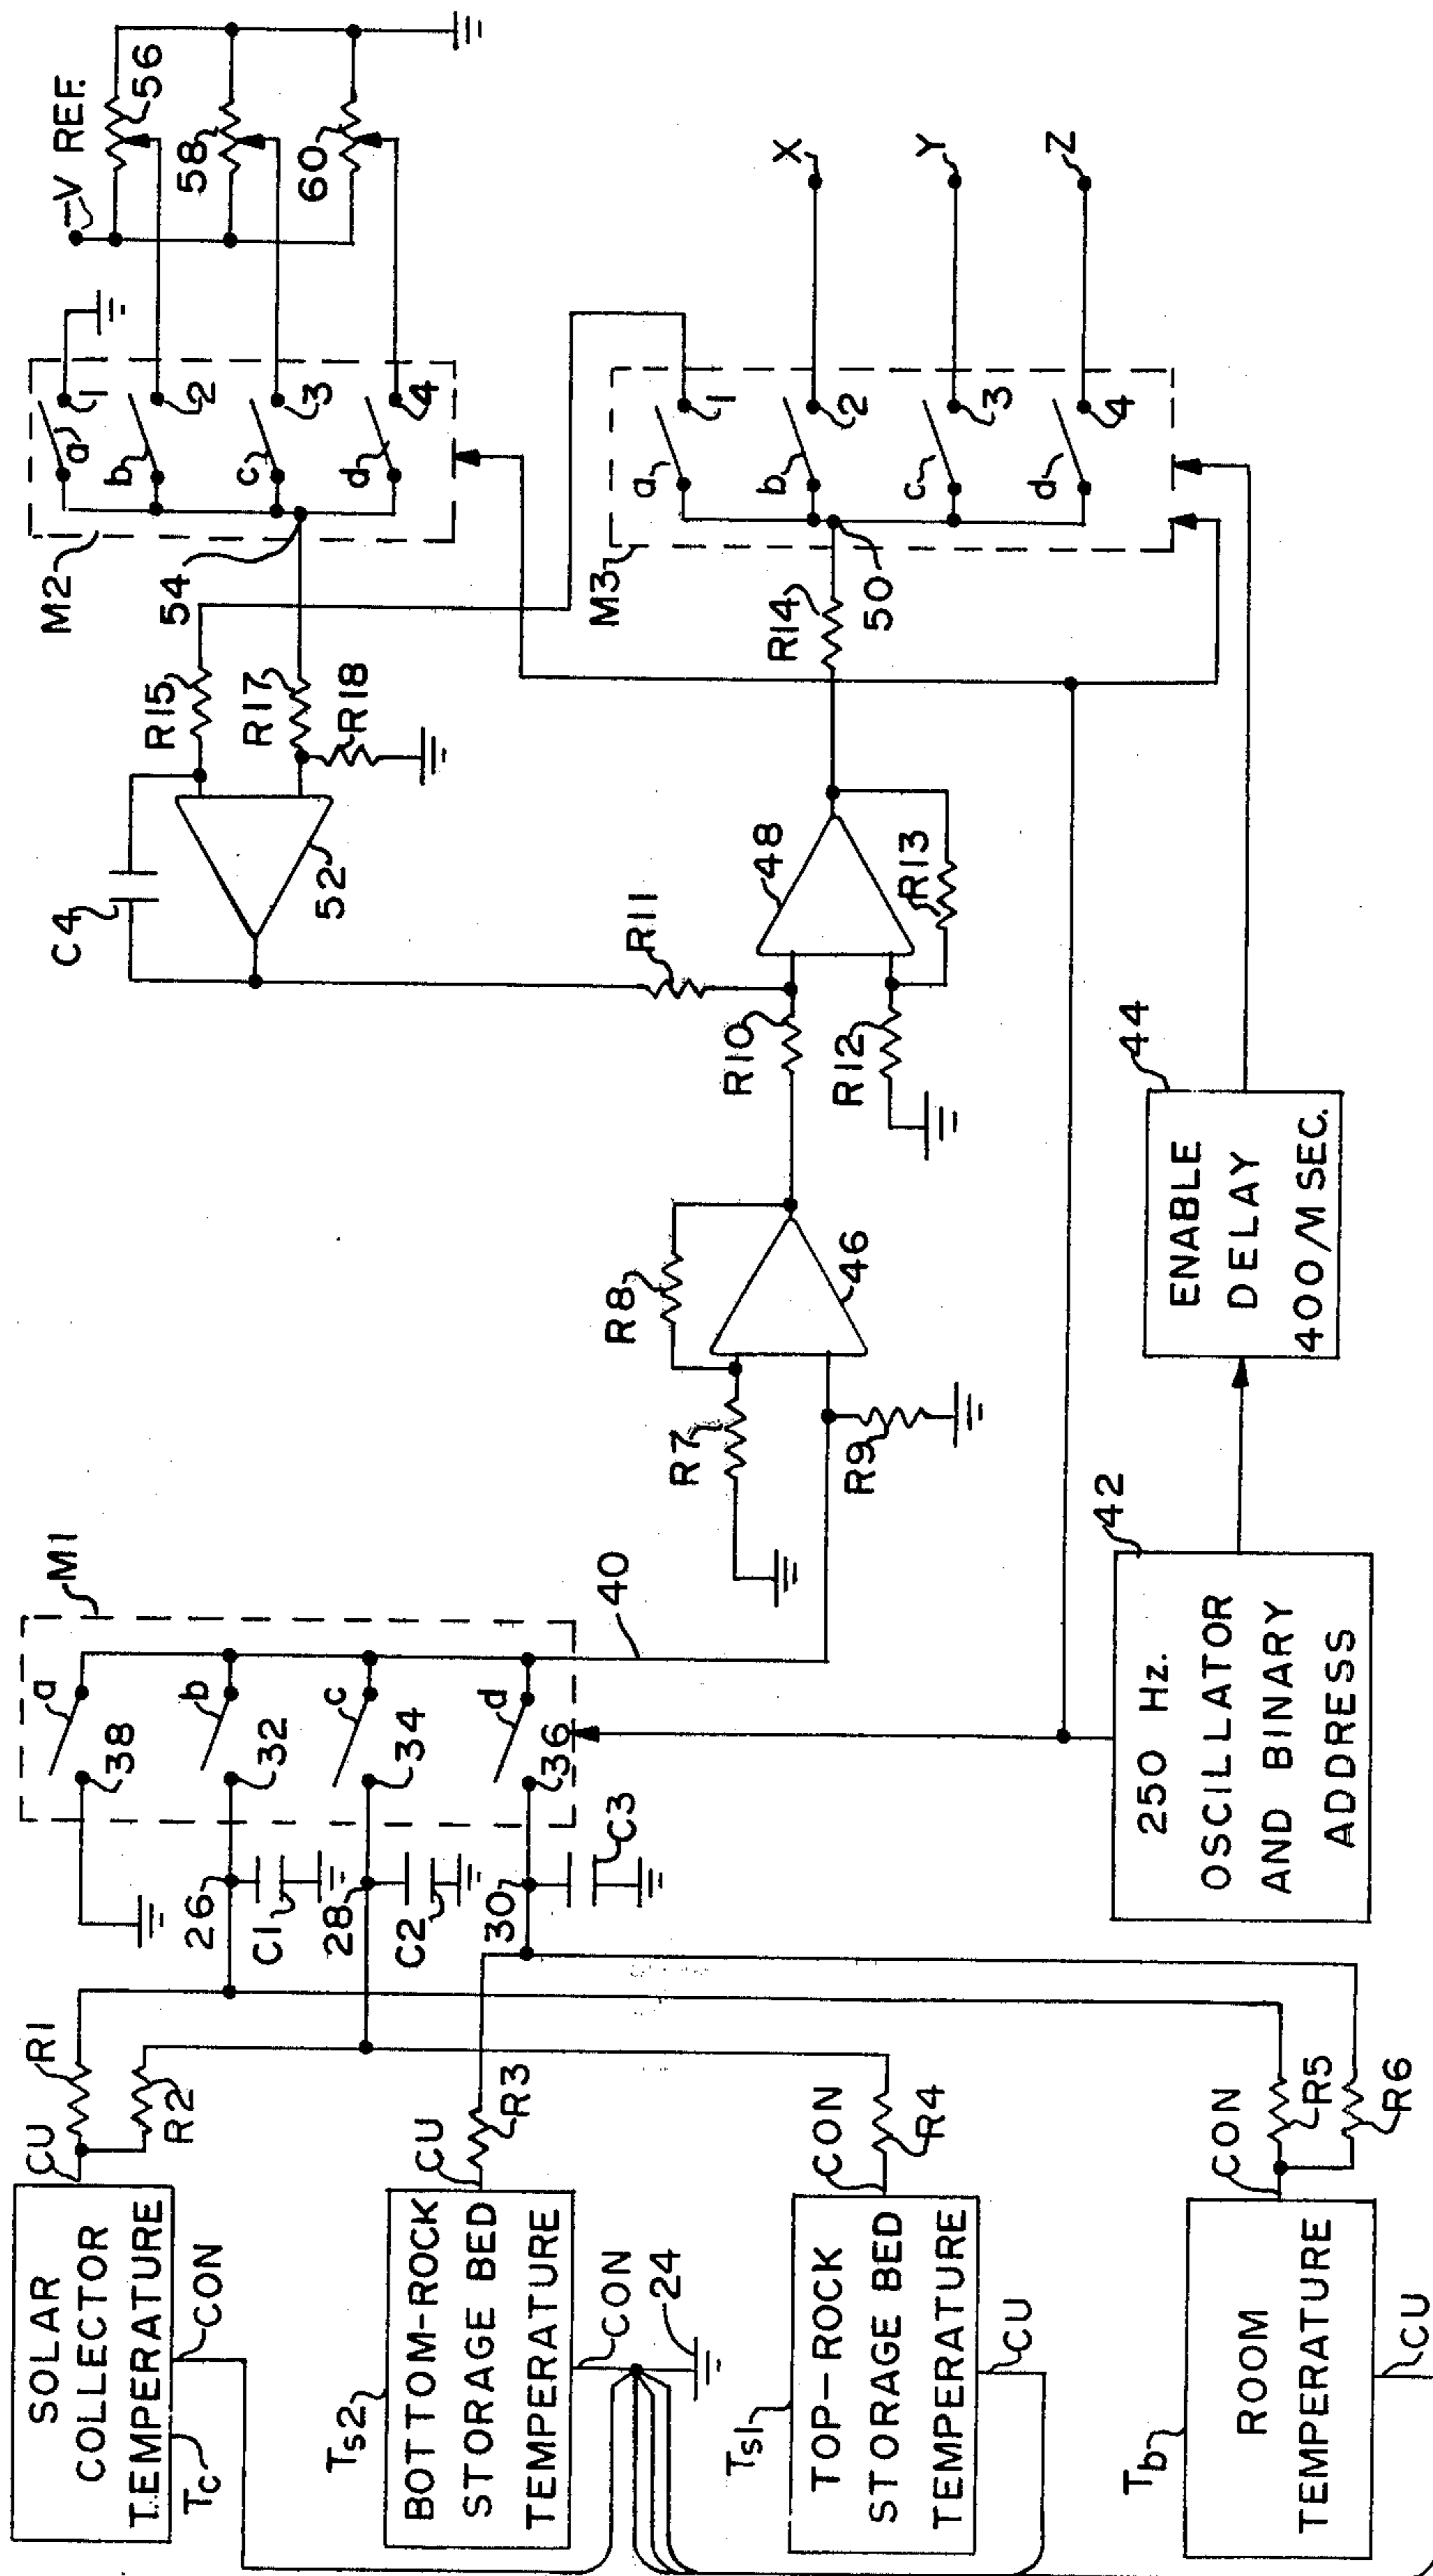 SOLAR
COLLECTOR
TEMPERATURE
Tc
CON
CU
R1
R2
BOTTOM-ROCK
STORAGE BED
TEMPERATURE
Ts2
CON
24
CU
R3
TOP-ROCK
STORAGE BED
TEMPERATURE
Ts1
CU
CON
R4
ROOM
TEMPERATURE
Tb
CU
CON
R5
R6
26
C1
28
C2
30
C3
M1
a
38
b
32
c
34
d
36
40
250 Hz.
OSCILLATOR
AND BINARY
ADDRESS
42
ENABLE
DELAY
400/M SEC.
44
R7
R8
R9
46
R10
R11
R12
R13
48
R14
50
C4
52
R15
R17
R18
54
M2
a
1
b
2
c
3
d
4
-V REF.
56
58
60
M3
a
1
b
2
c
3
d
4
X
Y
Z